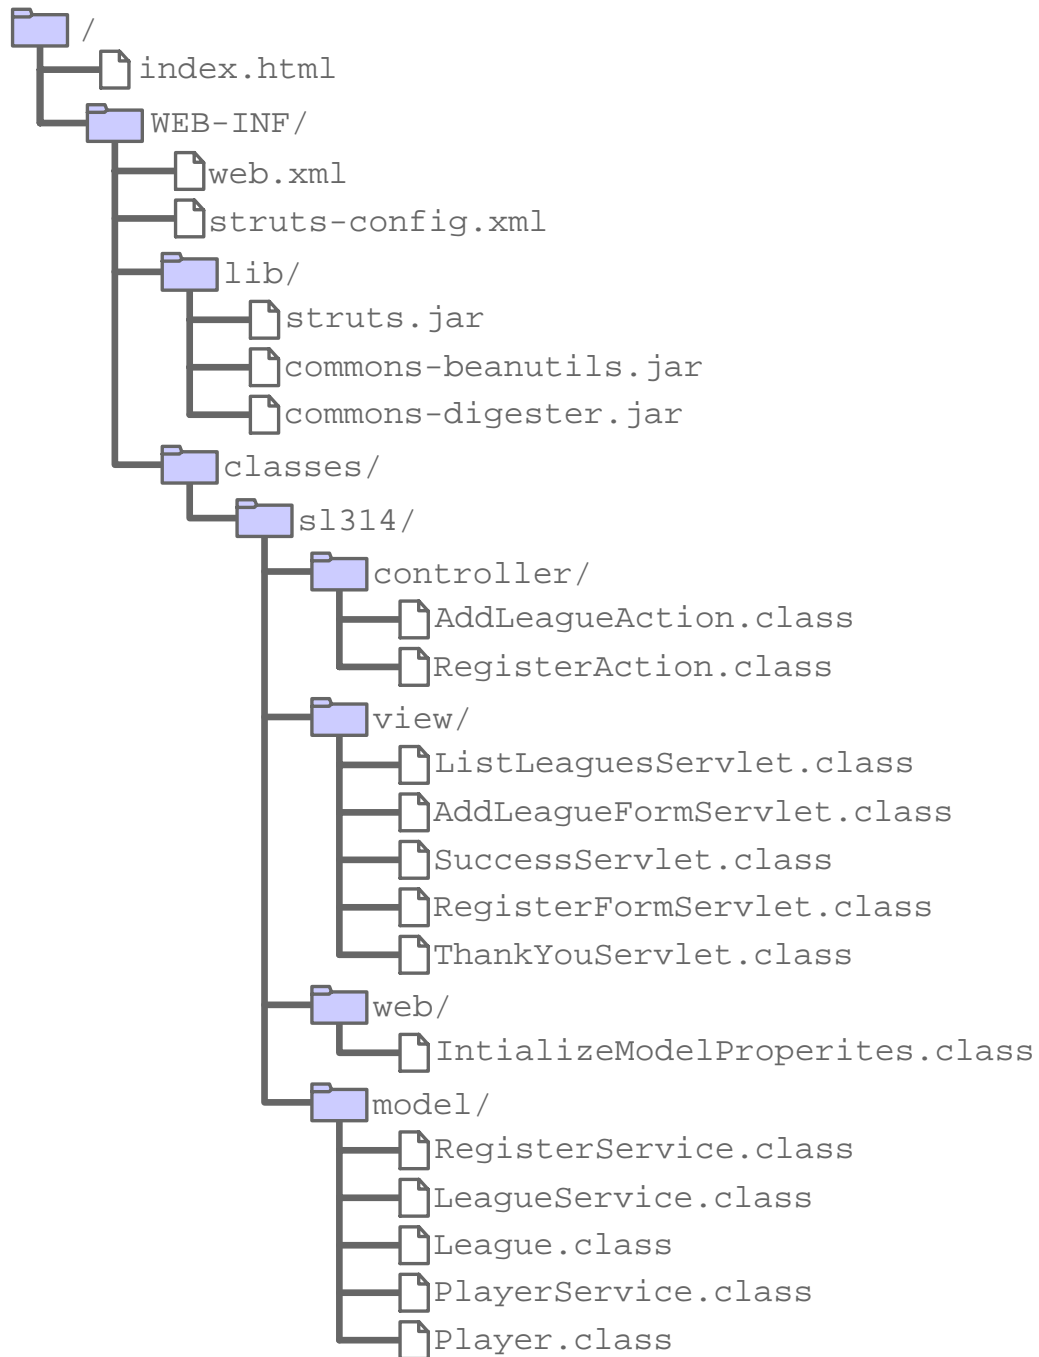 /
index.html
WEB-INF/
web.xml
struts-config.xml
lib/
struts.jar
commons-beanutils.jar
commons-digester.jar
classes/
sl314/
controller/
AddLeagueAction.class
RegisterAction.class
view/
ListLeaguesServlet.class
AddLeagueFormServlet.class
SuccessServlet.class
RegisterFormServlet.class
ThankYouServlet.class
web/
IntializeModelProperites.class
model/
RegisterService.class
LeagueService.class
League.class
PlayerService.class
Player.class